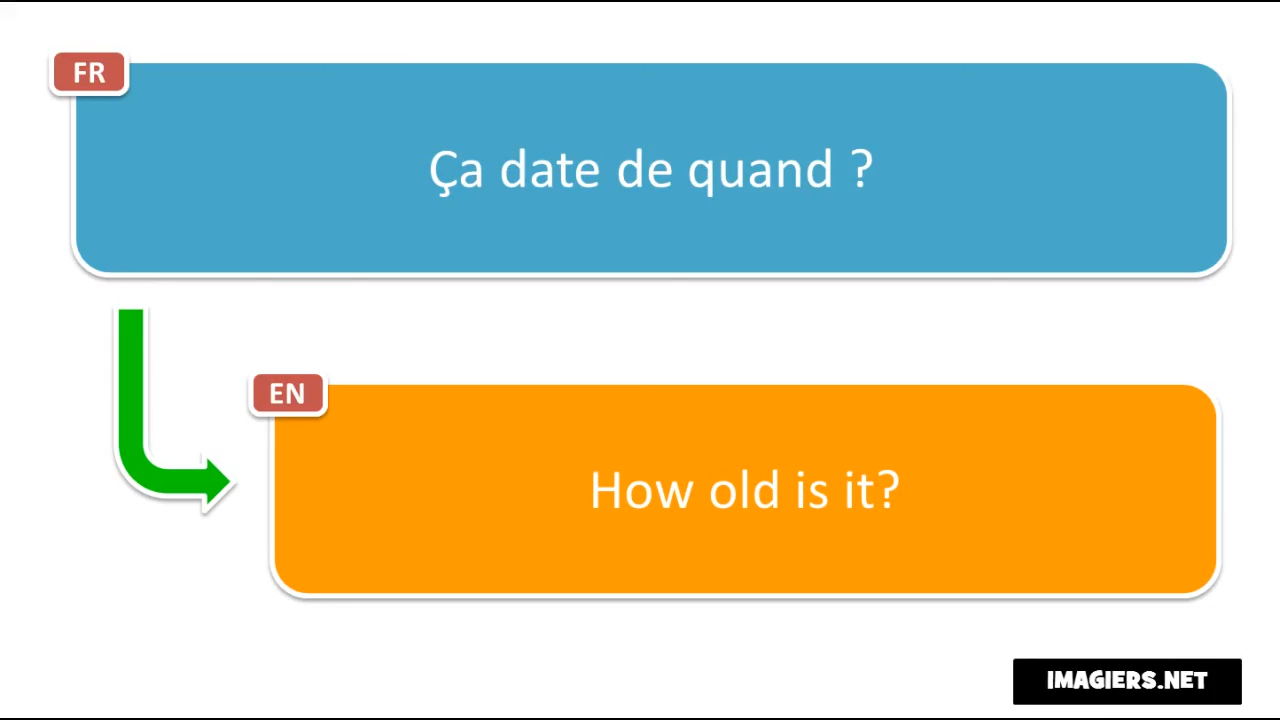 FR
Ça date de quand ?
EN
How old is it?
IMAGIERS.NET